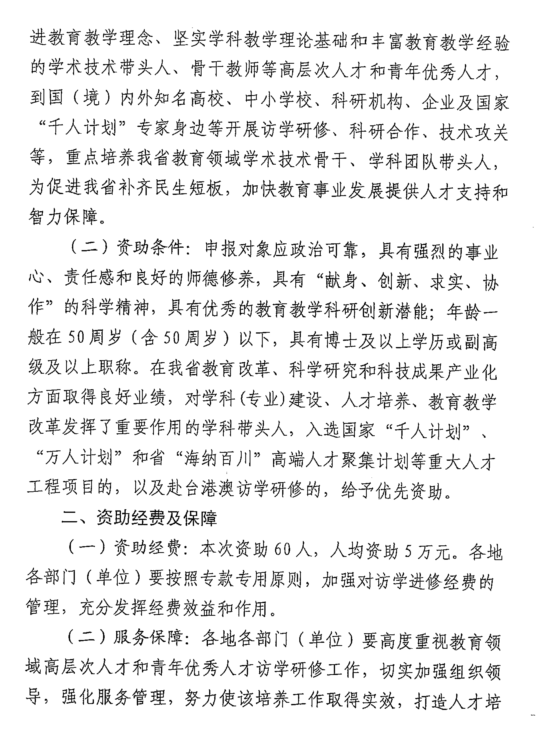 进教育教学理念、坚实学科教学理论基础和丰富教育教学经验
的学术技术带头人、骨干教师等高层次人才和青年优秀人才，
到国（境）内外知名高校、中小学校、科研机构、企业及国家
“千人计划”专家身边等开展访学研修、科研合作、技术攻关
等，重点培养我省教育领域学术技术骨干、学科团队带头人，
为促进我省补齐民生短板，加快教育事业发展提供人才支持和
智力保障。
（二）资助条件：申报对象应政治可靠，具有强烈的事业
心、责任感和良好的师德修养，具有“献身、创新、求实、协
作”的科学精神，具有优秀的教育教学科研创新潜能；年龄一
般在50周岁（含50周岁）以下，具有博士及以上学历或副高
级及以上职称。在我省教育改革、科学研究和科技成果产业化
方面取得良好业绩，对学科(专业)建设、人才培养、教育教学
改革发挥了重要作用的学科带头人，入选国家“千人计划”、
“万人计划”和省“海纳百川”高端人才聚集计划等重大人才
工程项目的，以及赴台港澳访学研修的，给予优先资助。
二、资助经费及保障
（一）资助经费：本次资助60人，人均资助5万元。各地
各部门（单位）要按照专款专用原则，加强对访学进修经费的
管理，充分发挥经费效益和作用。
（二）服务保障：各地各部门（单位）要高度重视教育领
域高层次人才和青年优秀人才访学研修工作，切实加强组织领
导，强化服务管理，努力使该培养工作取得实效，打造人才培